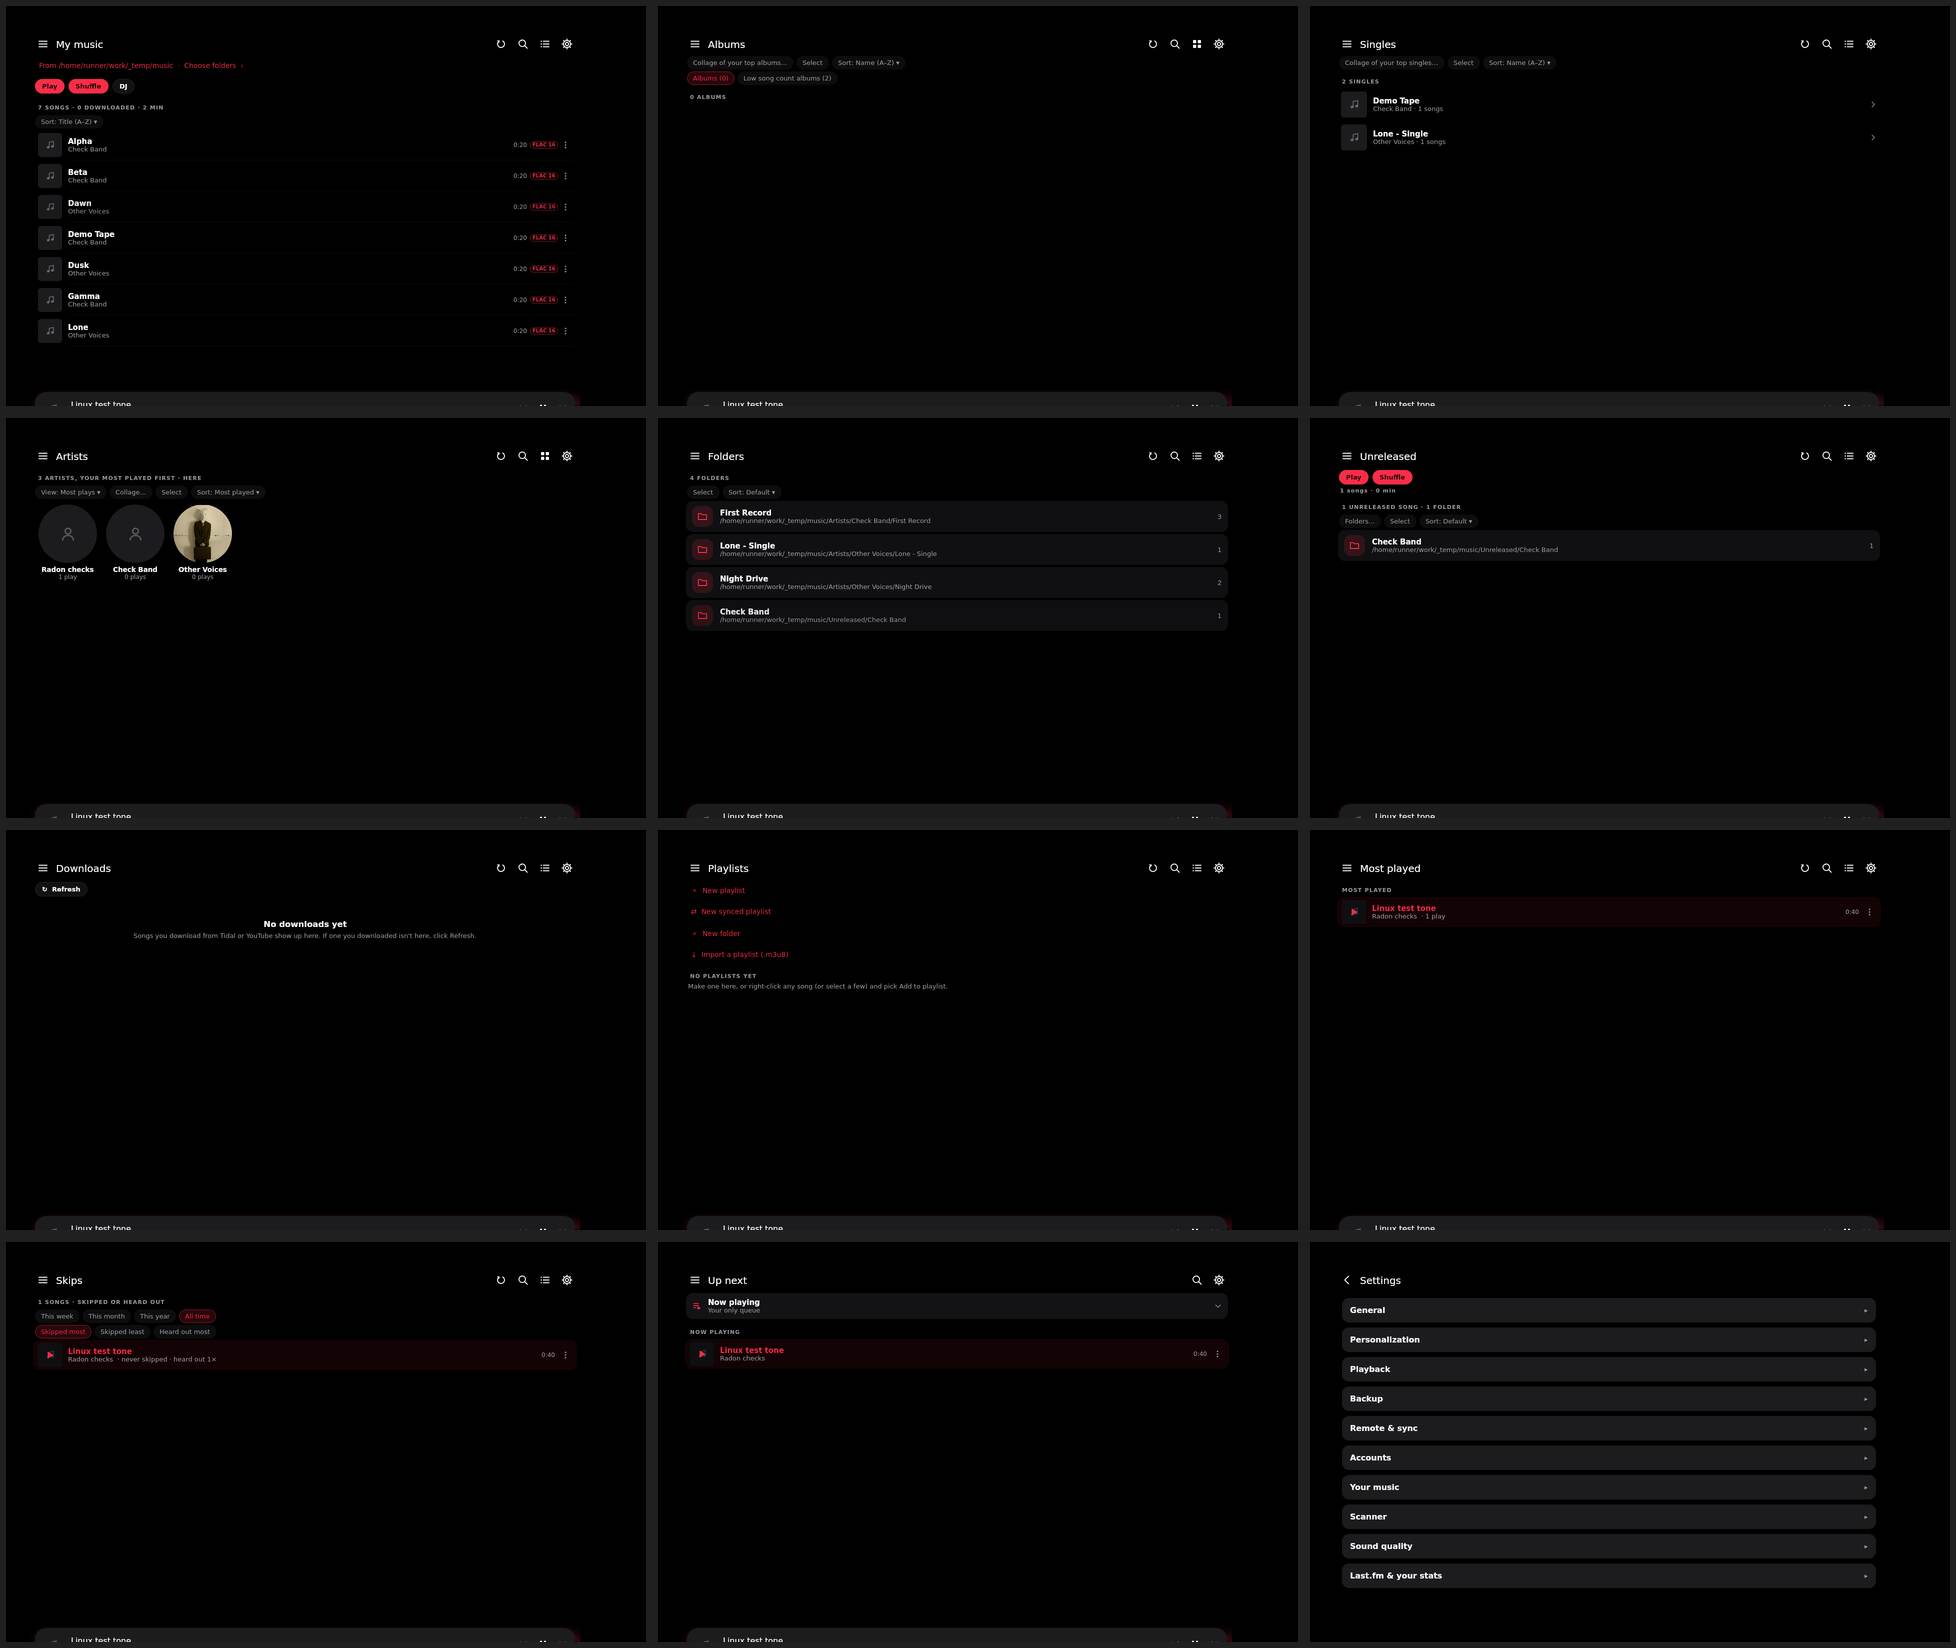 My music
From /home/runner/work/_temp/music · Choose folders ›
Play Shuffle DJ
7 SONGS · 0 DOWNLOADED · 2 MIN
Sort: Title (A–Z) ▾
Alpha
Check Band
0:20 FLAC 16
Beta
Check Band
0:20 FLAC 16
Dawn
Other Voices
0:20 FLAC 16
Demo Tape
Check Band
0:20 FLAC 16
Dusk
Other Voices
0:20 FLAC 16
Gamma
Check Band
0:20 FLAC 16
Lone
Other Voices
0:20 FLAC 16
Linux test tone
Albums
Collage of your top albums... Select Sort: Name (A–Z) ▾
Albums (0) Low song count albums (2)
0 ALBUMS
Linux test tone
Singles
Collage of your top singles... Select Sort: Name (A–Z) ▾
2 SINGLES
Demo Tape
Check Band · 1 songs
Lone - Single
Other Voices · 1 songs
Linux test tone
Artists
3 ARTISTS, YOUR MOST PLAYED FIRST · HERE
View: Most plays ▾ Collage... Select Sort: Most played ▾
Radon checks
1 play
Check Band
0 plays
Other Voices
0 plays
Linux test tone
Folders
4 FOLDERS
Select Sort: Default ▾
First Record
/home/runner/work/_temp/music/Artists/Check Band/First Record
3
Lone - Single
/home/runner/work/_temp/music/Artists/Other Voices/Lone - Single
1
Night Drive
/home/runner/work/_temp/music/Artists/Other Voices/Night Drive
2
Check Band
/home/runner/work/_temp/music/Unreleased/Check Band
1
Linux test tone
Unreleased
Play Shuffle
1 songs · 0 min
1 UNRELEASED SONG · 1 FOLDER
Folders... Select Sort: Default ▾
Check Band
/home/runner/work/_temp/music/Unreleased/Check Band
1
Linux test tone
Downloads
↻ Refresh
No downloads yet
Songs you download from Tidal or YouTube show up here. If one you downloaded isn't here, click Refresh.
Linux test tone
Playlists
+ New playlist
⇄ New synced playlist
+ New folder
↓ Import a playlist (.m3u8)
NO PLAYLISTS YET
Make one here, or right-click any song (or select a few) and pick Add to playlist.
Linux test tone
Most played
MOST PLAYED
Linux test tone
Radon checks · 1 play
0:40
Linux test tone
Skips
1 SONGS · SKIPPED OR HEARD OUT
This week This month This year All time
Skipped most Skipped least Heard out most
Linux test tone
Radon checks · never skipped · heard out 1×
0:40
Linux test tone
Up next
Now playing
Your only queue
NOW PLAYING
Linux test tone
Radon checks
0:40
Linux test tone
Settings
General
Personalization
Playback
Backup
Remote & sync
Accounts
Your music
Scanner
Sound quality
Last.fm & your stats